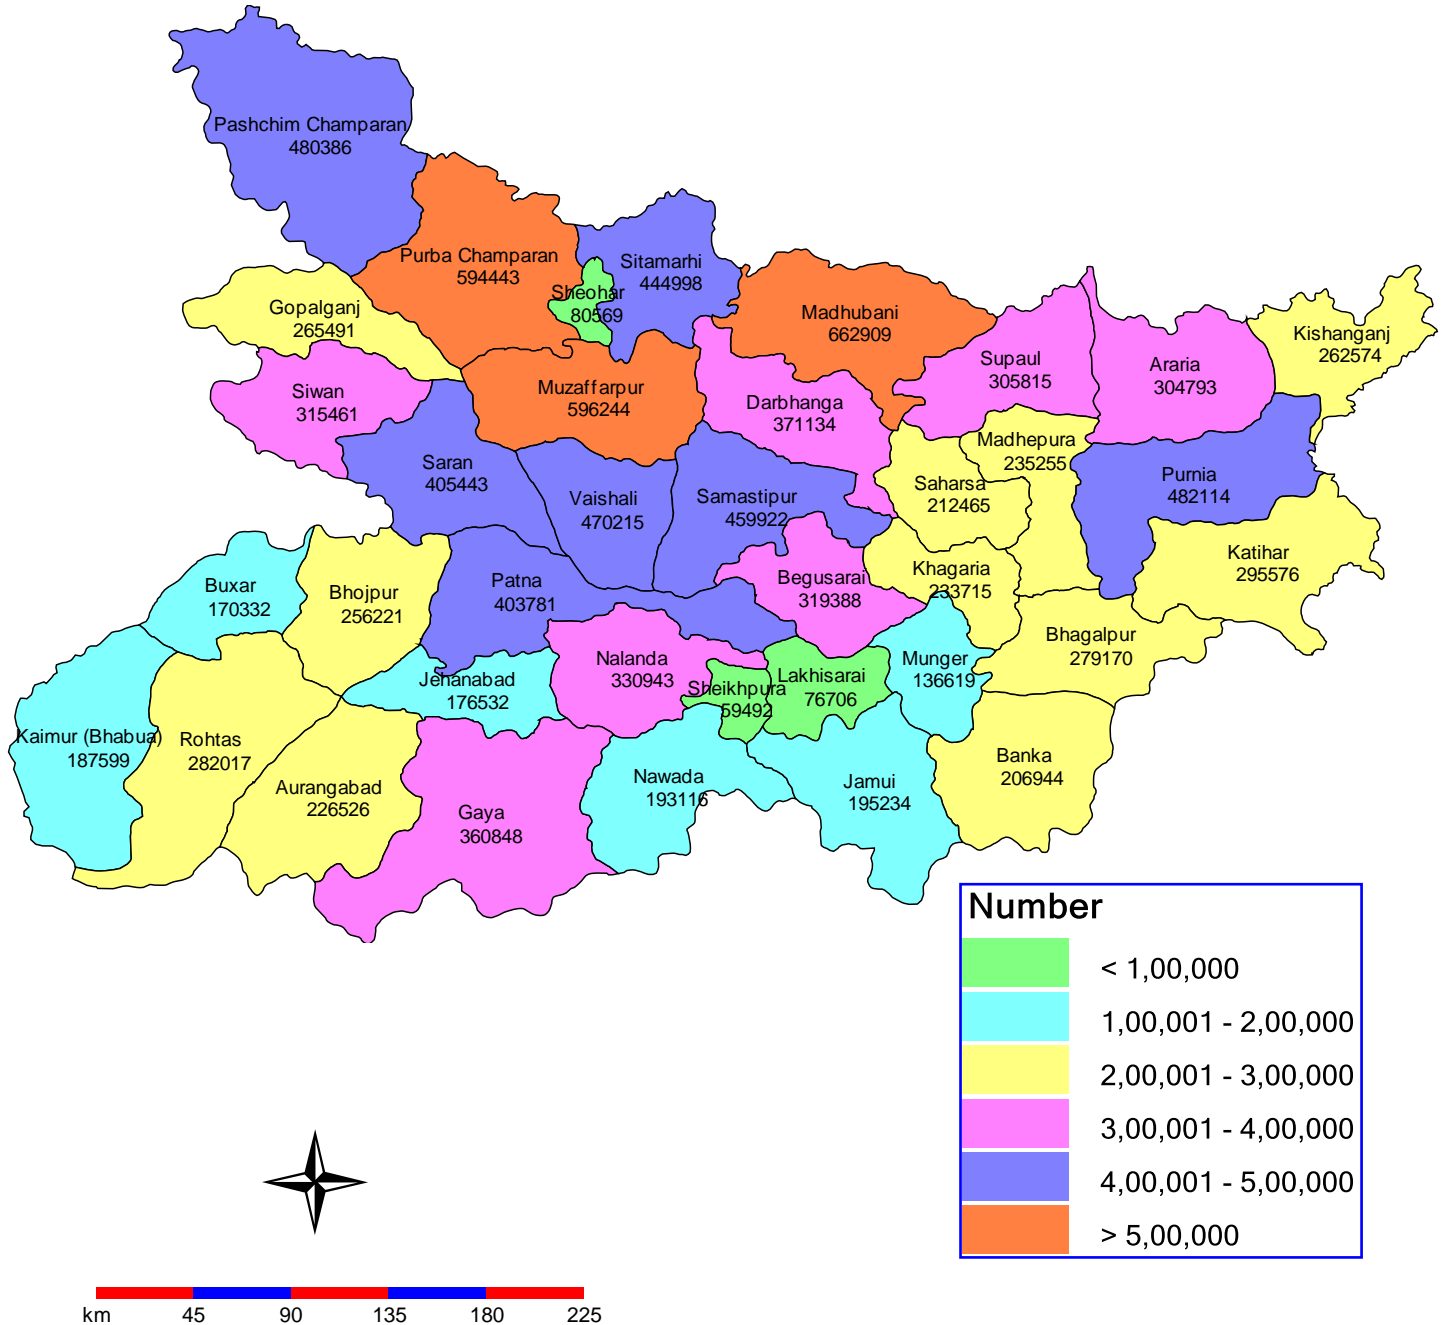 Pashchim Champaran
480386
Purba Champaran
594443
Sitamarhi
444998
Sheohar
80569
Gopalganj
265491
Madhubani
662909
Kishanganj
262574
Siwan
315461
Muzaffarpur
596244
Darbhanga
371134
Supaul
305815
Araria
304793
Madhepura
235255
Saran
405443
Vaishali
470215
Samastipur
459922
Saharsa
212465
Purnia
482114
Katihar
295576
Buxar
170332
Bhojpur
256221
Patna
403781
Begusarai
319388
Khagaria
233715
Bhagalpur
279170
Jehanabad
176532
Nalanda
330943
Sheikhpura
59492
Lakhisarai
76706
Munger
136619
Kaimur (Bhabua)
187599
Rohtas
282017
Aurangabad
226526
Gaya
360848
Nawada
193116
Jamui
195234
Banka
206944
Number
< 1,00,000
1,00,001 - 2,00,000
2,00,001 - 3,00,000
3,00,001 - 4,00,000
4,00,001 - 5,00,000
> 5,00,000
km 45 90 135 180 225